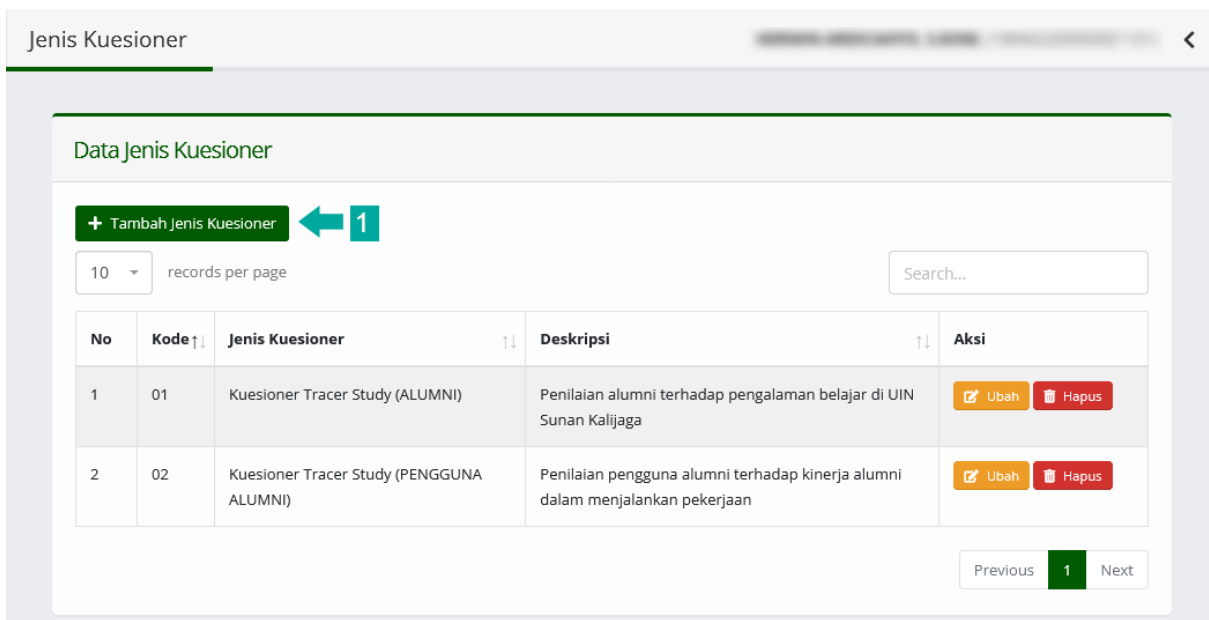 Jenis Kuesioner
Data Jenis Kuesioner
Tambah Jenis Kuesioner 1
10 records per page Search...
No Kode Jenis Kuesioner Deskripsi Aksi
1 01 Kuesioner Tracer Study (ALUMNI) Penilaian alumni terhadap pengalaman belajar di UIN Ubah Hapus
Sunan Kalijaga
2 02 Kuesioner Tracer Study (PENGGUNA Penilaian pengguna alumni terhadap kinerja alumni Ubah Hapus
ALUMNI) dalam menjalankan pekerjaan
Previous 1 Next